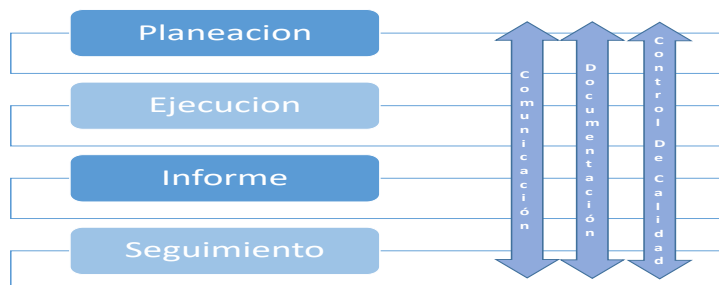 Planeacion
Ejecucion
Informe
Seguimiento
Comunicación
Documentación
Control De Calidad